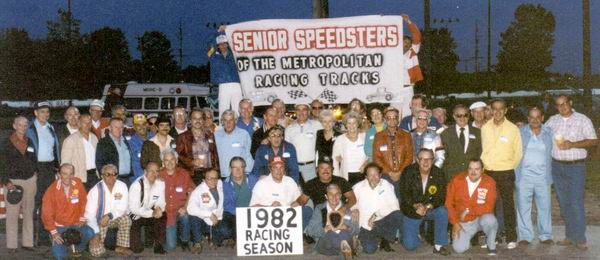 SENIOR SPEEDSTERS
OF THE METROPOLITAN
RACING TRACKS
1982
RACING
SEASON